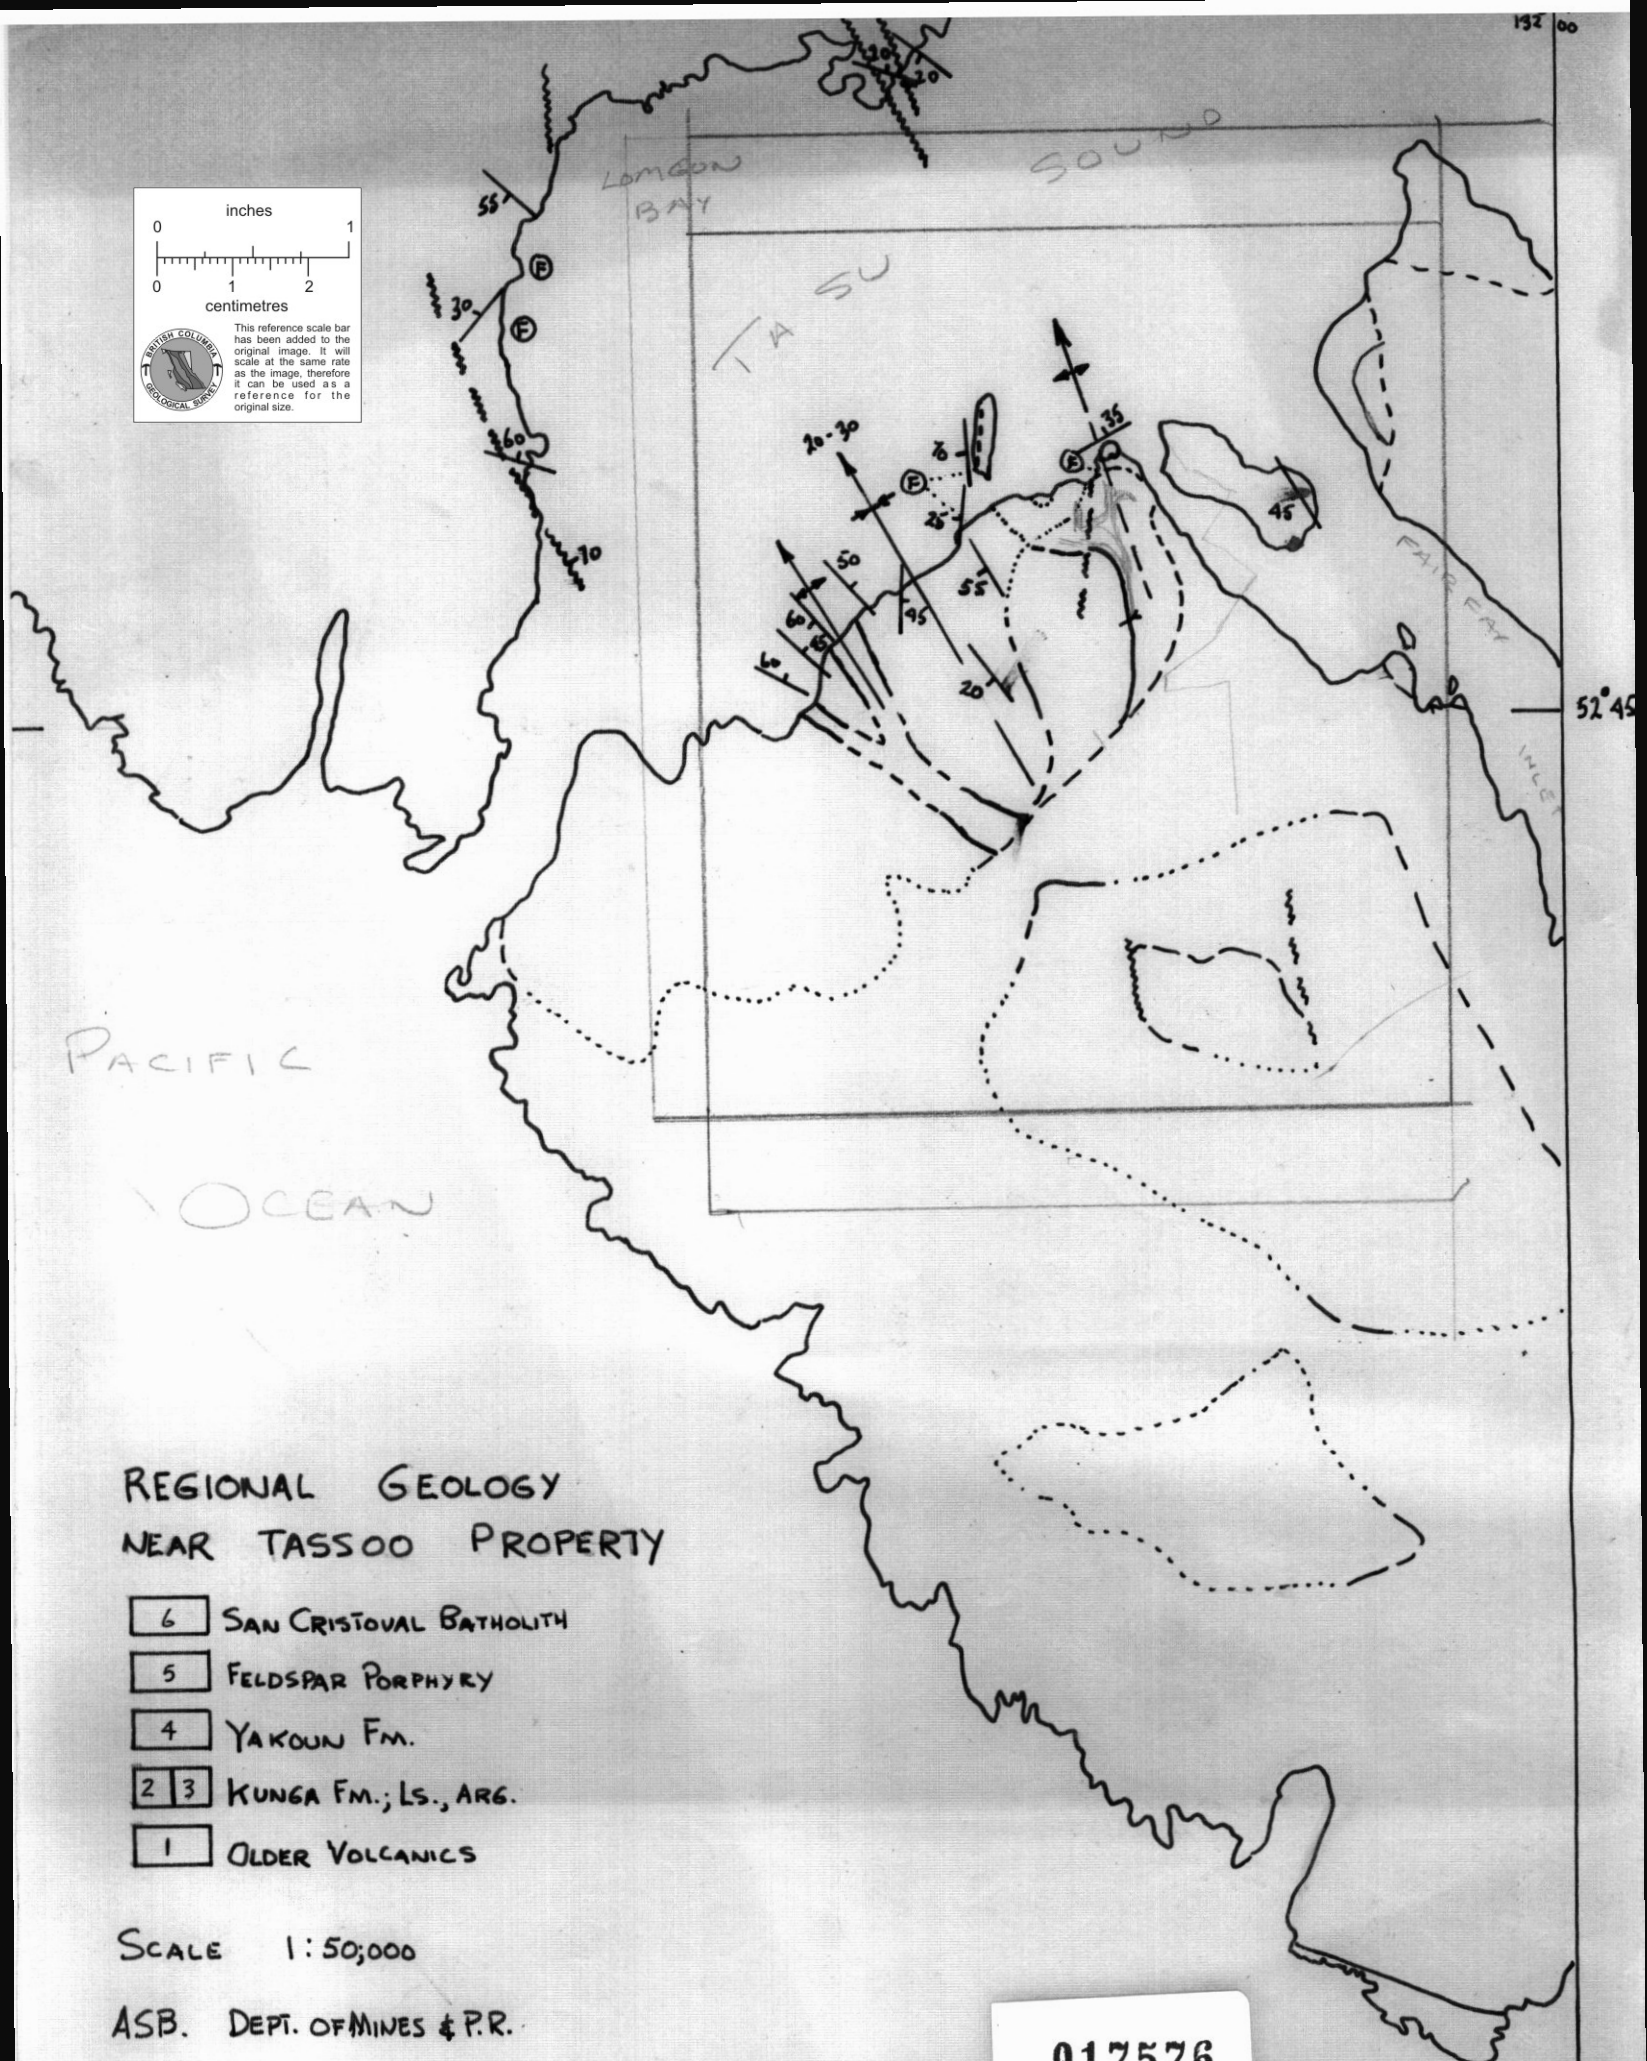 132 00
20
20
SOUND
LOMGON
BAY
inches
0 1
0 1 2
centimetres
BRITISH COLUMBIA
GEOLOGICAL SURVEY
This reference scale bar
has been added to the
original image. It will
scale at the same rate
as the image, therefore
it can be used as a
reference for the
original size.
55
F
30
F
TA SU
35
20-30
F
F
60
25
45
70
50
55
45
60
60
20
FAIRFAX
52°45
INLET
PACIFIC
OCEAN
REGIONAL GEOLOGY
NEAR TASSOO PROPERTY
6 SAN CRISTOVAL BATHOLITH
5 FELDSPAR PORPHYRY
4 YAKOUN FM.
2 3 KUNGA FM.; LS., ARG.
1 OLDER VOLCANICS
SCALE 1:50,000
ASB. DEPT. OF MINES & P.R.
017576